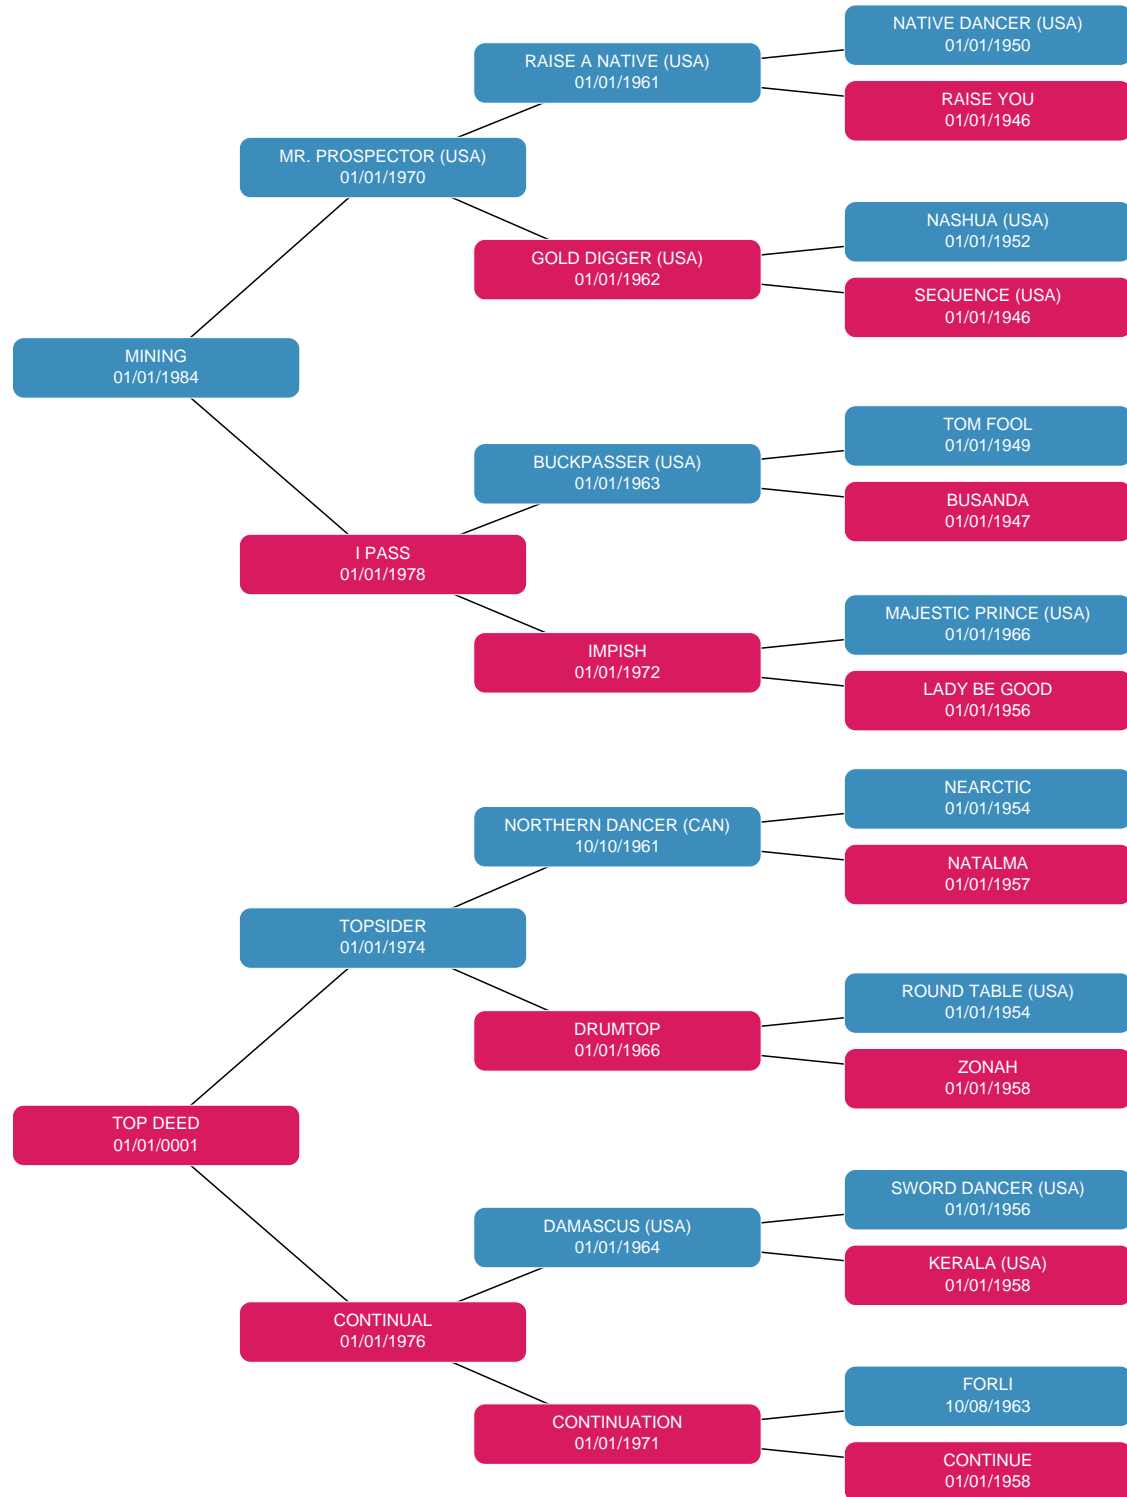 NATIVE DANCER (USA)
01/01/1950
RAISE A NATIVE (USA)
01/01/1961
RAISE YOU
01/01/1946
MR. PROSPECTOR (USA)
01/01/1970
NASHUA (USA)
01/01/1952
GOLD DIGGER (USA)
01/01/1962
SEQUENCE (USA)
01/01/1946
MINING
01/01/1984
TOM FOOL
01/01/1949
BUCKPASSER (USA)
01/01/1963
BUSANDA
01/01/1947
I PASS
01/01/1978
MAJESTIC PRINCE (USA)
01/01/1966
IMPISH
01/01/1972
LADY BE GOOD
01/01/1956
NEARCTIC
01/01/1954
NORTHERN DANCER (CAN)
10/10/1961
NATALMA
01/01/1957
TOPSIDER
01/01/1974
ROUND TABLE (USA)
01/01/1954
DRUMTOP
01/01/1966
ZONAH
01/01/1958
TOP DEED
01/01/0001
SWORD DANCER (USA)
01/01/1956
DAMASCUS (USA)
01/01/1964
KERALA (USA)
01/01/1958
CONTINUAL
01/01/1976
FORLI
10/08/1963
CONTINUATION
01/01/1971
CONTINUE
01/01/1958